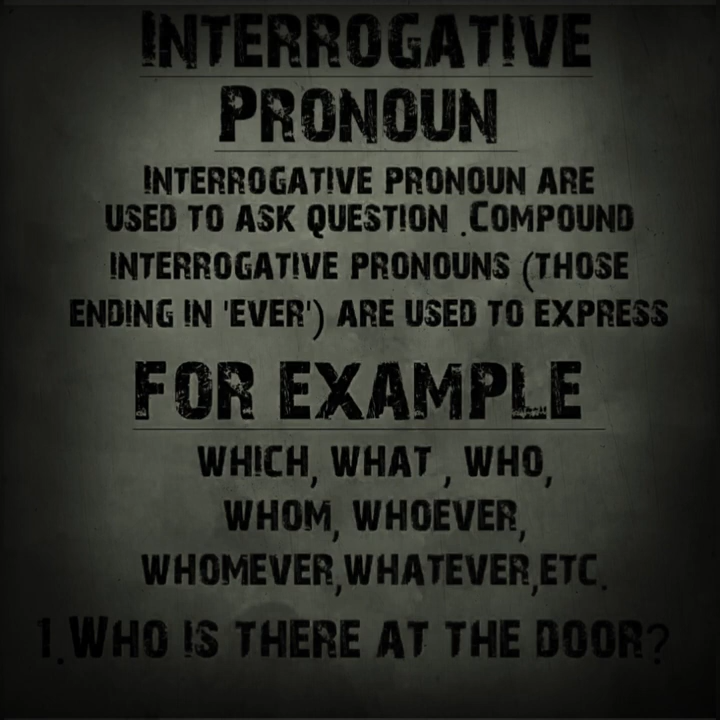 INTERROGATIVE
PRONOUN
INTERROGATIVE PRONOUN ARE
USED TO ASK QUESTION .COMPOUND
INTERROGATIVE PRONOUNS (THOSE
ENDING IN 'EVER') ARE USED TO EXPRESS
FOR EXAMPLE
WHICH, WHAT , WHO,
WHOM, WHOEVER,
WHOMEVER,WHATEVER,ETC.
1.WHO IS THERE AT THE DOOR?